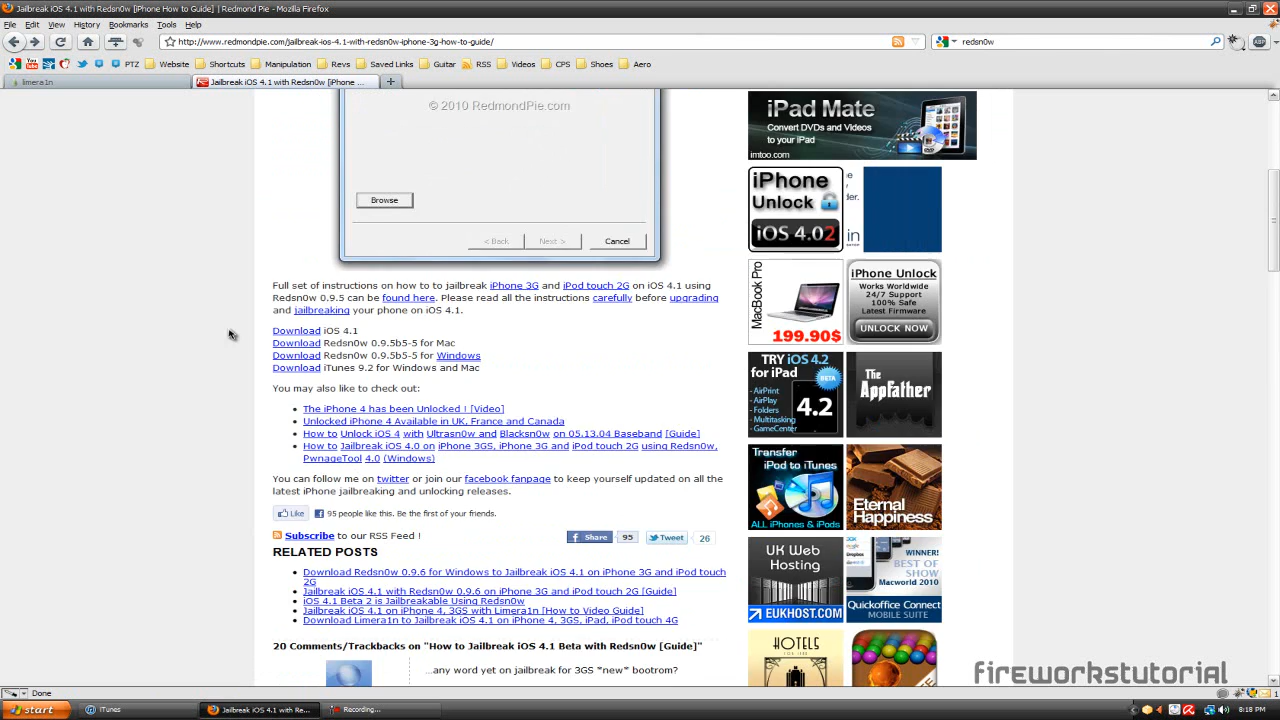 Jailbreak iOS 4.1 with Redsn0w [iPhone How to Guide] | Redmond Pie - Mozilla Firefox
File Edit View History Bookmarks Tools Help
http://www.redmondpie.com/jailbreak-ios-4.1-with-redsn0w-iphone-3g-how-to-guide/
redsn0w
ABP
PTZ Website Shortcuts Manipulation Revs Saved Links Guitar RSS Videos CPS Shoes Aero
limera1n
Jailbreak iOS 4.1 with Redsn0w [iPhone ...
© 2010 RedmondPie.com
Browse
< Back Next > Cancel
Full set of instructions on how to to jailbreak iPhone 3G and iPod touch 2G on iOS 4.1 using
Redsn0w 0.9.5 can be found here. Please read all the instructions carefully before upgrading
and jailbreaking your phone on iOS 4.1.
Download iOS 4.1
Download Redsn0w 0.9.5b5-5 for Mac
Download Redsn0w 0.9.5b5-5 for Windows
Download iTunes 9.2 for Windows and Mac
You may also like to check out:
The iPhone 4 has been Unlocked ! [Video]
Unlocked iPhone 4 Available in UK, France and Canada
How to Unlock iOS 4 with Ultrasn0w and Blacksn0w on 05.13.04 Baseband [Guide]
How to Jailbreak iOS 4.0 on iPhone 3GS, iPhone 3G and iPod touch 2G using Redsn0w,
PwnageTool 4.0 (Windows)
You can follow me on twitter or join our facebook fanpage to keep yourself updated on all the
latest iPhone jailbreaking and unlocking releases.
Like 95 people like this. Be the first of your friends.
Subscribe to our RSS Feed !
Share 95 Tweet 26
RELATED POSTS
Download Redsn0w 0.9.6 for Windows to Jailbreak iOS 4.1 on iPhone 3G and iPod touch
2G
Jailbreak iOS 4.1 with Redsn0w 0.9.6 on iPhone 3G and iPod touch 2G [Guide]
iOS 4.1 Beta 2 is Jailbreakable Using Redsn0w
Jailbreak iOS 4.1 on iPhone 4, 3GS with Limera1n [How to Video Guide]
Download Limera1n to Jailbreak iOS 4.1 on iPhone 4, 3GS, iPad, iPod touch 4G
20 Comments/Trackbacks on "How to Jailbreak iOS 4.1 Beta with Redsn0w [Guide]"
...any word yet on jailbreak for 3GS *new* bootrom?
iPad Mate
Convert DVDs and Videos
to your iPad
imtoo.com
iPhone
Unlock
iOS 4.02
MacBook Pro
199.90$
iPhone Unlock
Works Worldwide
24/7 Support
100% Safe
Latest Firmware
UNLOCK NOW
TRY iOS 4.2
for iPad
BETA
- AirPrint
- AirPlay
- Folders
- Multitasking
- GameCenter
4.2
The
AppFather
Transfer
iPod to iTunes
ALL iPhones & iPods
Eternal
Happiness
UK Web
Hosting
EUKHOST.COM
WINNER!
BEST OF
SHOW
Macworld 2010
Quickoffice Connect
MOBILE SUITE
HOTELS
fireworkstutorial
Done
1
start
iTunes
Jailbreak iOS 4.1 with Re...
Recording...
8:18 PM